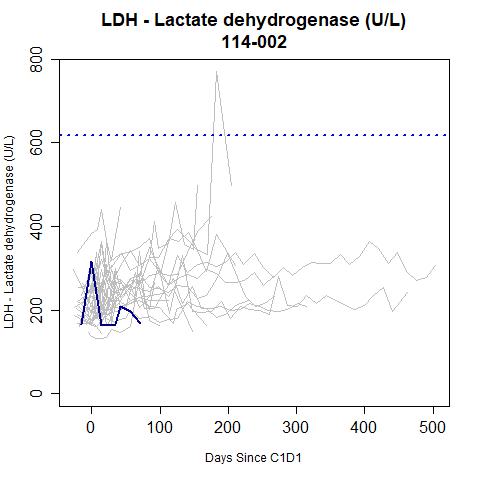 LDH - Lactate dehydrogenase (U/L)
114-002
LDH - Lactate dehydrogenase (U/L)
800
600
400
200
0
0 100 200 300 400 500
Days Since C1D1